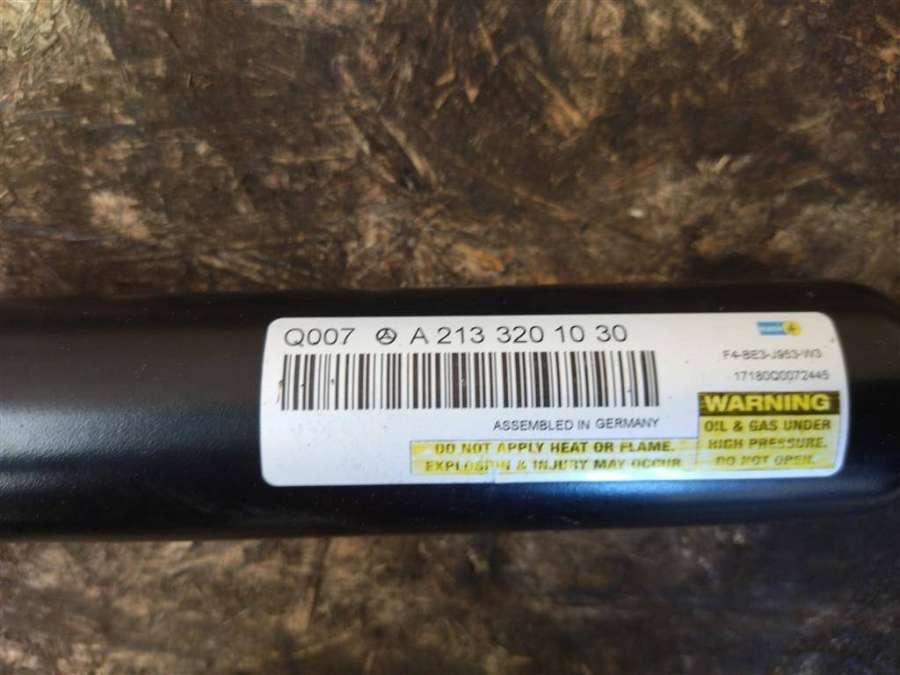 Q007 A 213 320 10 30
F4-BE3-J953-W3
17180Q0072445
ASSEMBLED IN GERMANY
WARNING
OIL & GAS UNDER
HIGH PRESSURE.
DO NOT OPEN.
DO NOT APPLY HEAT OR FLAME.
EXPLOSION & INJURY MAY OCCUR